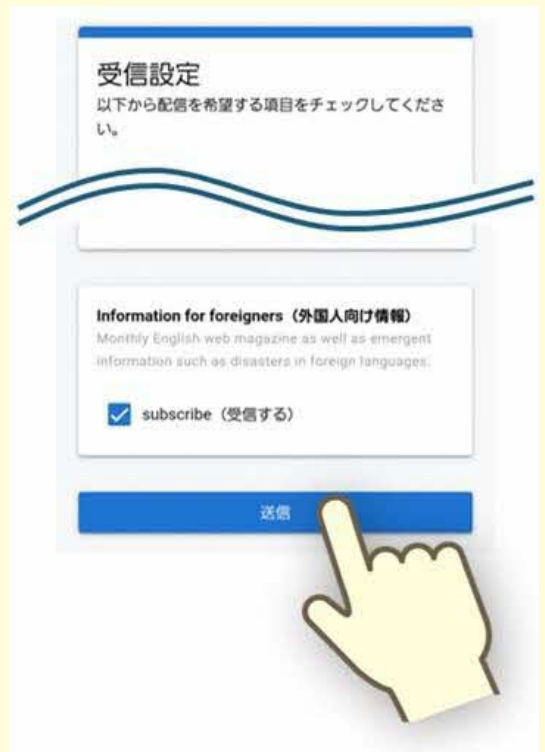 受信設定
以下から配信を希望する項目をチェックしてくださ
い。
Information for foreigners（外国人向け情報）
Monthly English web magazine as well as emergent
information such as disasters in foreign languages.
subscribe（受信する）
送信